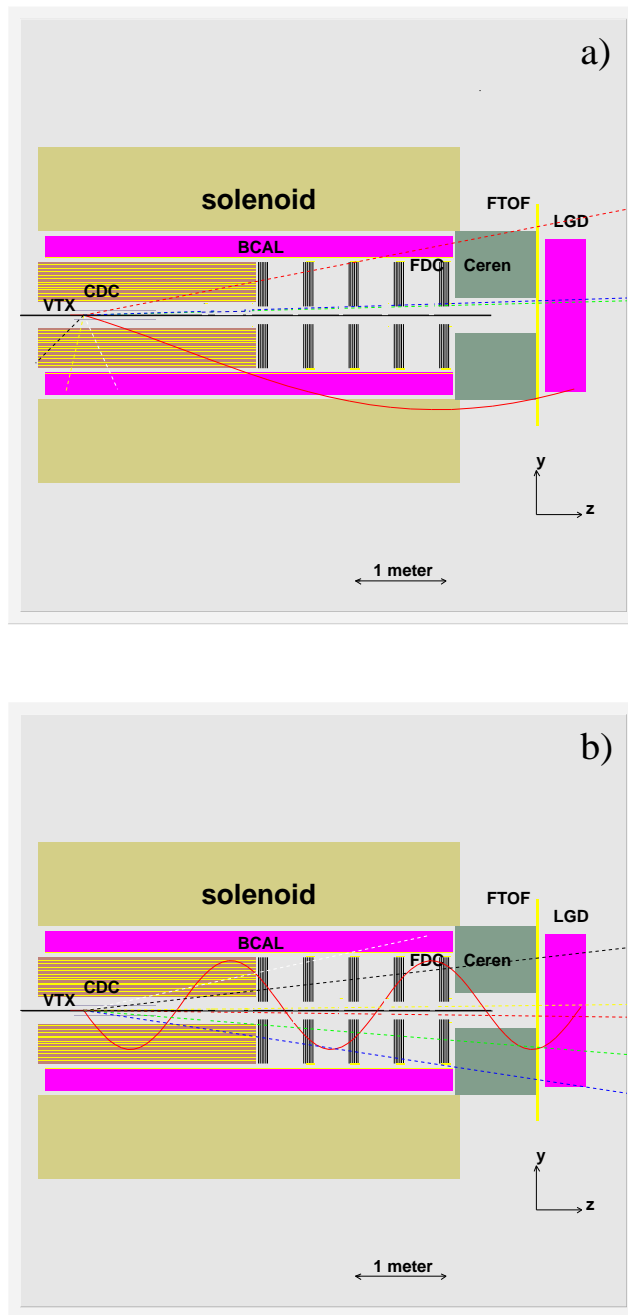 a)
solenoid
FTOF
LGD
BCAL
FDC Ceren
CDC
VTX
y
z
1 meter
b)
solenoid
FTOF
LGD
BCAL
FDC Ceren
CDC
VTX
y
z
1 meter